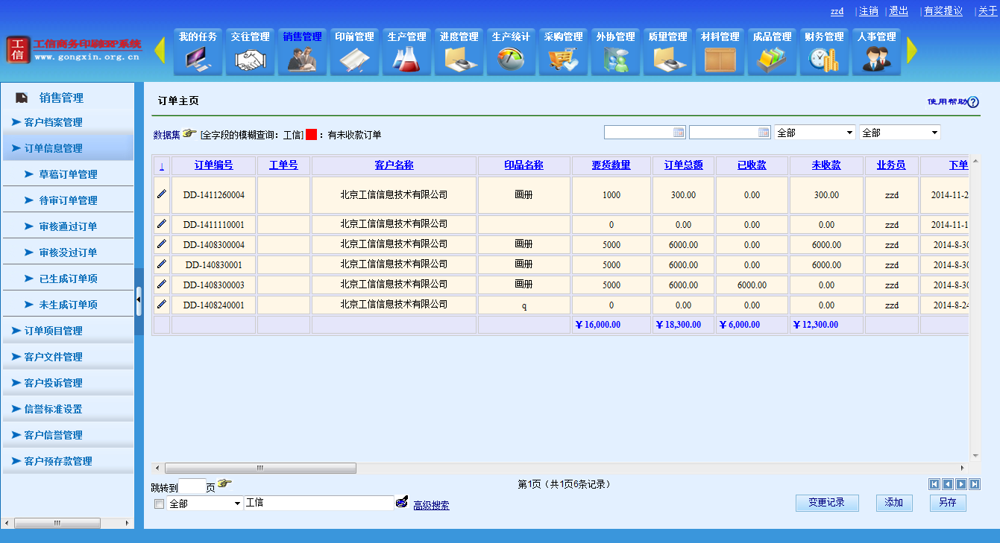 zzd | 注销 | 退出 | 有奖提议 | 关于
工信 工信商务印刷ERP系统
www.gongxin.org.cn
我的任务 交往管理 销售管理 印前管理 生产管理 进度管理 生产统计 采购管理 外协管理 质量管理 材料管理 成品管理 财务管理 人事管理
销售管理
客户档案管理
订单信息管理
草稿订单管理
待审订单管理
审核通过订单
审核没过订单
已生成订单项
未生成订单项
订单项目管理
客户文件管理
客户投诉管理
信誉标准设置
客户信誉管理
客户预存款管理
订单主页
使用帮助?
数据集 [全字段的模糊查询：工信] ：有未收款订单 全部 全部
↓ 订单编号 工单号 客户名称 印品名称 要货数量 订单总额 已收款 未收款 业务员 下单
DD-1411260004 北京工信信息技术有限公司 画册 1000 300.00 0.00 300.00 zzd 2014-11-2
DD-1411110001 北京工信信息技术有限公司 0 0.00 0.00 0.00 zzd 2014-11-1
DD-1408300004 北京工信信息技术有限公司 画册 5000 6000.00 0.00 6000.00 zzd 2014-8-30
DD-140830001 北京工信信息技术有限公司 画册 5000 6000.00 0.00 6000.00 zzd 2014-8-30
DD-1408300003 北京工信信息技术有限公司 画册 5000 6000.00 6000.00 0.00 zzd 2014-8-30
DD-1408240001 北京工信信息技术有限公司 q 0 0.00 0.00 0.00 zzd 2014-8-24
￥16,000.00 ￥18,300.00 ￥6,000.00 ￥12,300.00
跳转到 页
第1页（共1页6条记录）
全部 工信 高级搜索
变更记录 添加 另存